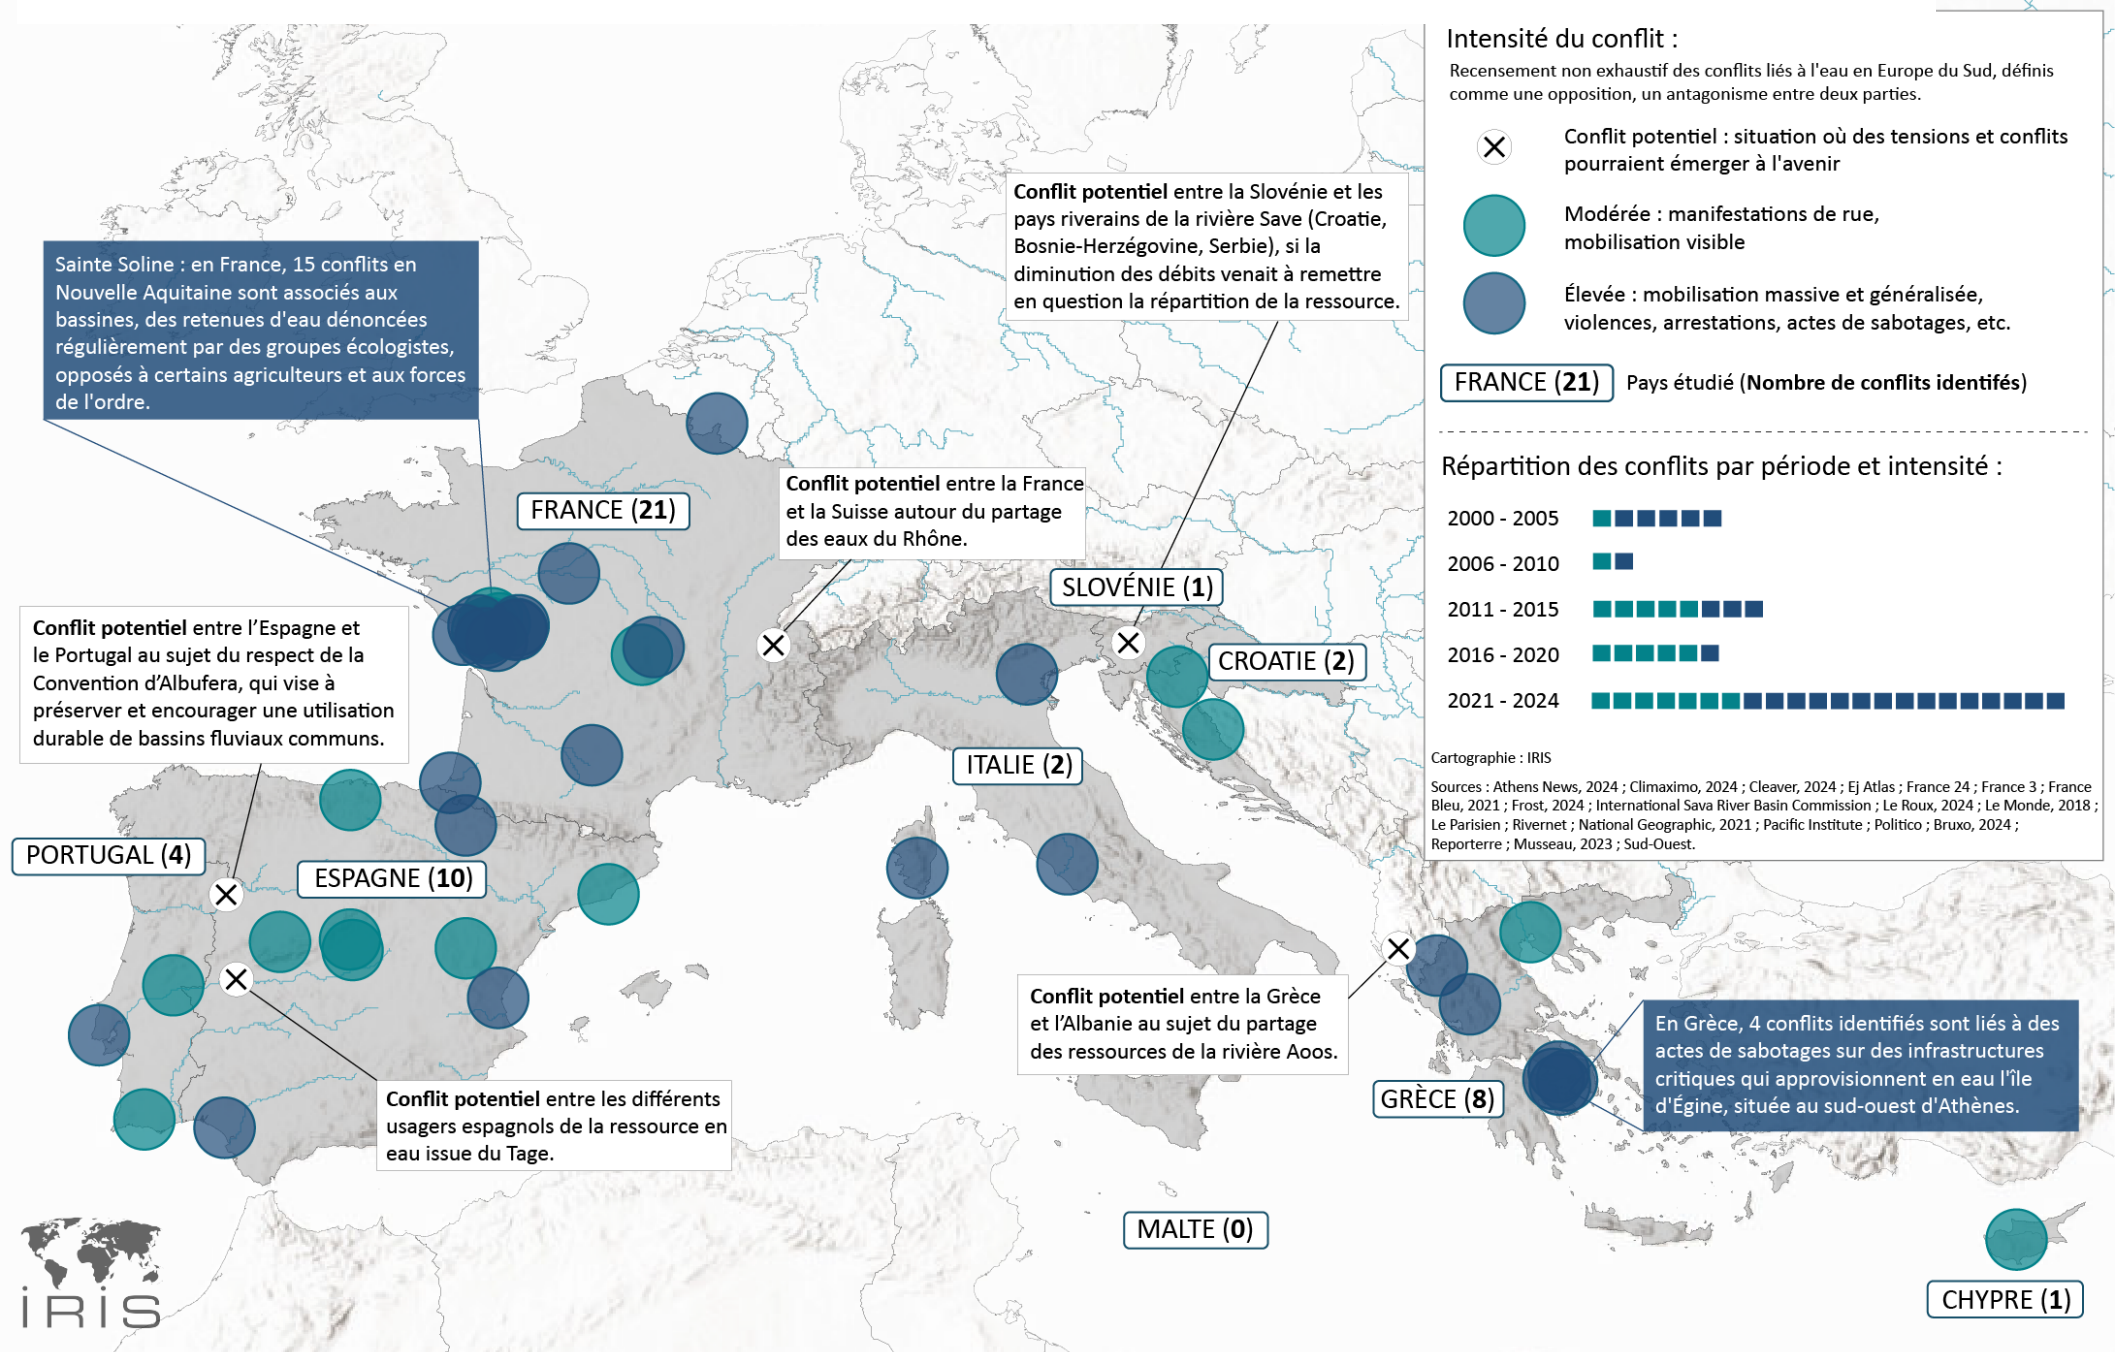 Intensité du conflit :
Recensement non exhaustif des conflits liés à l'eau en Europe du Sud, définis
comme une opposition, un antagonisme entre deux parties.
Conflit potentiel : situation où des tensions et conflits
pourraient émerger à l'avenir
Modérée : manifestations de rue,
mobilisation visible
Élevée : mobilisation massive et généralisée,
violences, arrestations, actes de sabotages, etc.
FRANCE (21)
Pays étudié (Nombre de conflits identifés)
Répartition des conflits par période et intensité :
2000 - 2005
2006 - 2010
2011 - 2015
2016 - 2020
2021 - 2024
Cartographie : IRIS
Sources : Athens News, 2024 ; Climaximo, 2024 ; Cleaver, 2024 ; Ej Atlas ; France 24 ; France 3 ; France
Bleu, 2021 ; Frost, 2024 ; International Sava River Basin Commission ; Le Roux, 2024 ; Le Monde, 2018 ;
Le Parisien ; Rivernet ; National Geographic, 2021 ; Pacific Institute ; Politico ; Bruxo, 2024 ;
Reporterre ; Musseau, 2023 ; Sud-Ouest.
Conflit potentiel entre la Slovénie et les
pays riverains de la rivière Save (Croatie,
Bosnie-Herzégovine, Serbie), si la
diminution des débits venait à remettre
en question la répartition de la ressource.
Sainte Soline : en France, 15 conflits en
Nouvelle Aquitaine sont associés aux
bassines, des retenues d'eau dénoncées
régulièrement par des groupes écologistes,
opposés à certains agriculteurs et aux forces
de l'ordre.
Conflit potentiel entre la France
et la Suisse autour du partage
des eaux du Rhône.
FRANCE (21)
SLOVÉNIE (1)
CROATIE (2)
Conflit potentiel entre l’Espagne et
le Portugal au sujet du respect de la
Convention d’Albufera, qui vise à
préserver et encourager une utilisation
durable de bassins fluviaux communs.
ITALIE (2)
PORTUGAL (4)
ESPAGNE (10)
Conflit potentiel entre la Grèce
et l’Albanie au sujet du partage
des ressources de la rivière Aoos.
En Grèce, 4 conflits identifiés sont liés à des
actes de sabotages sur des infrastructures
critiques qui approvisionnent en eau l'île
d'Égine, située au sud-ouest d'Athènes.
GRÈCE (8)
Conflit potentiel entre les différents
usagers espagnols de la ressource en
eau issue du Tage.
MALTE (0)
CHYPRE (1)
iRiS